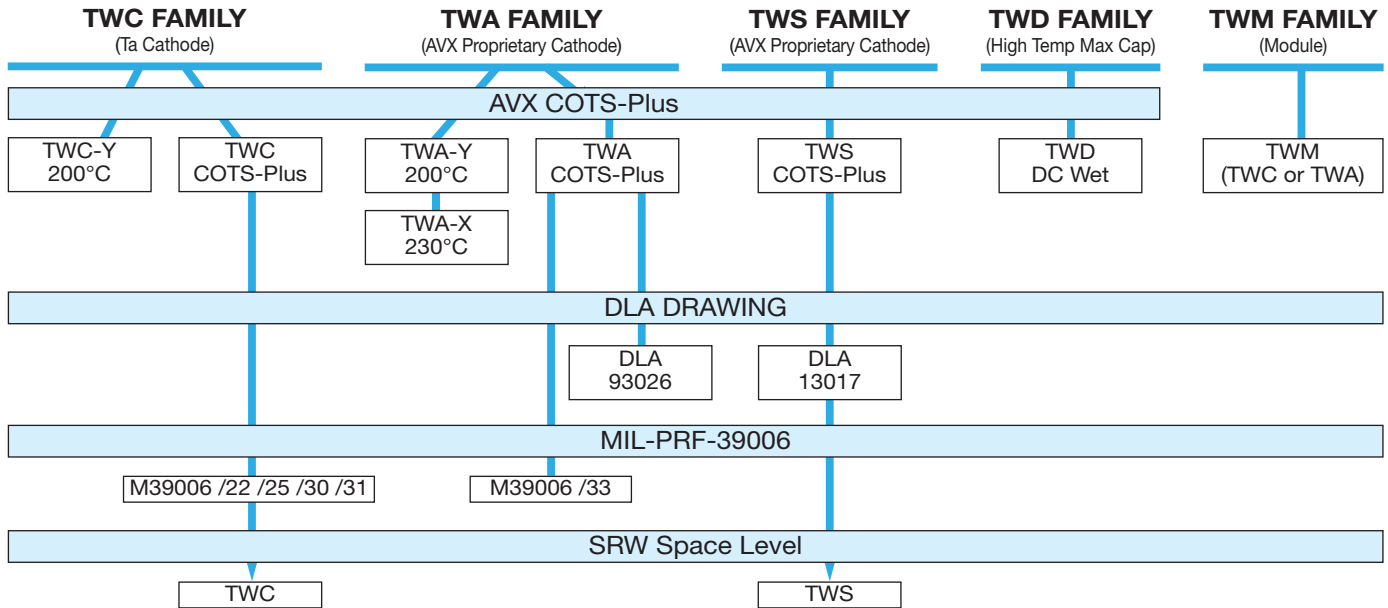 TWC FAMILY
(Ta Cathode)
TWA FAMILY
(AVX Proprietary Cathode)
TWS FAMILY
(AVX Proprietary Cathode)
TWD FAMILY
(High Temp Max Cap)
TWM FAMILY
(Module)
AVX COTS-Plus
TWC-Y
200°C
TWC
COTS-Plus
TWA-Y
200°C
TWA
COTS-Plus
TWS
COTS-Plus
TWD
DC Wet
TWM
(TWC or TWA)
TWA-X
230°C
DLA DRAWING
DLA
93026
DLA
13017
MIL-PRF-39006
M39006 /22 /25 /30 /31
M39006 /33
SRW Space Level
TWC
TWS